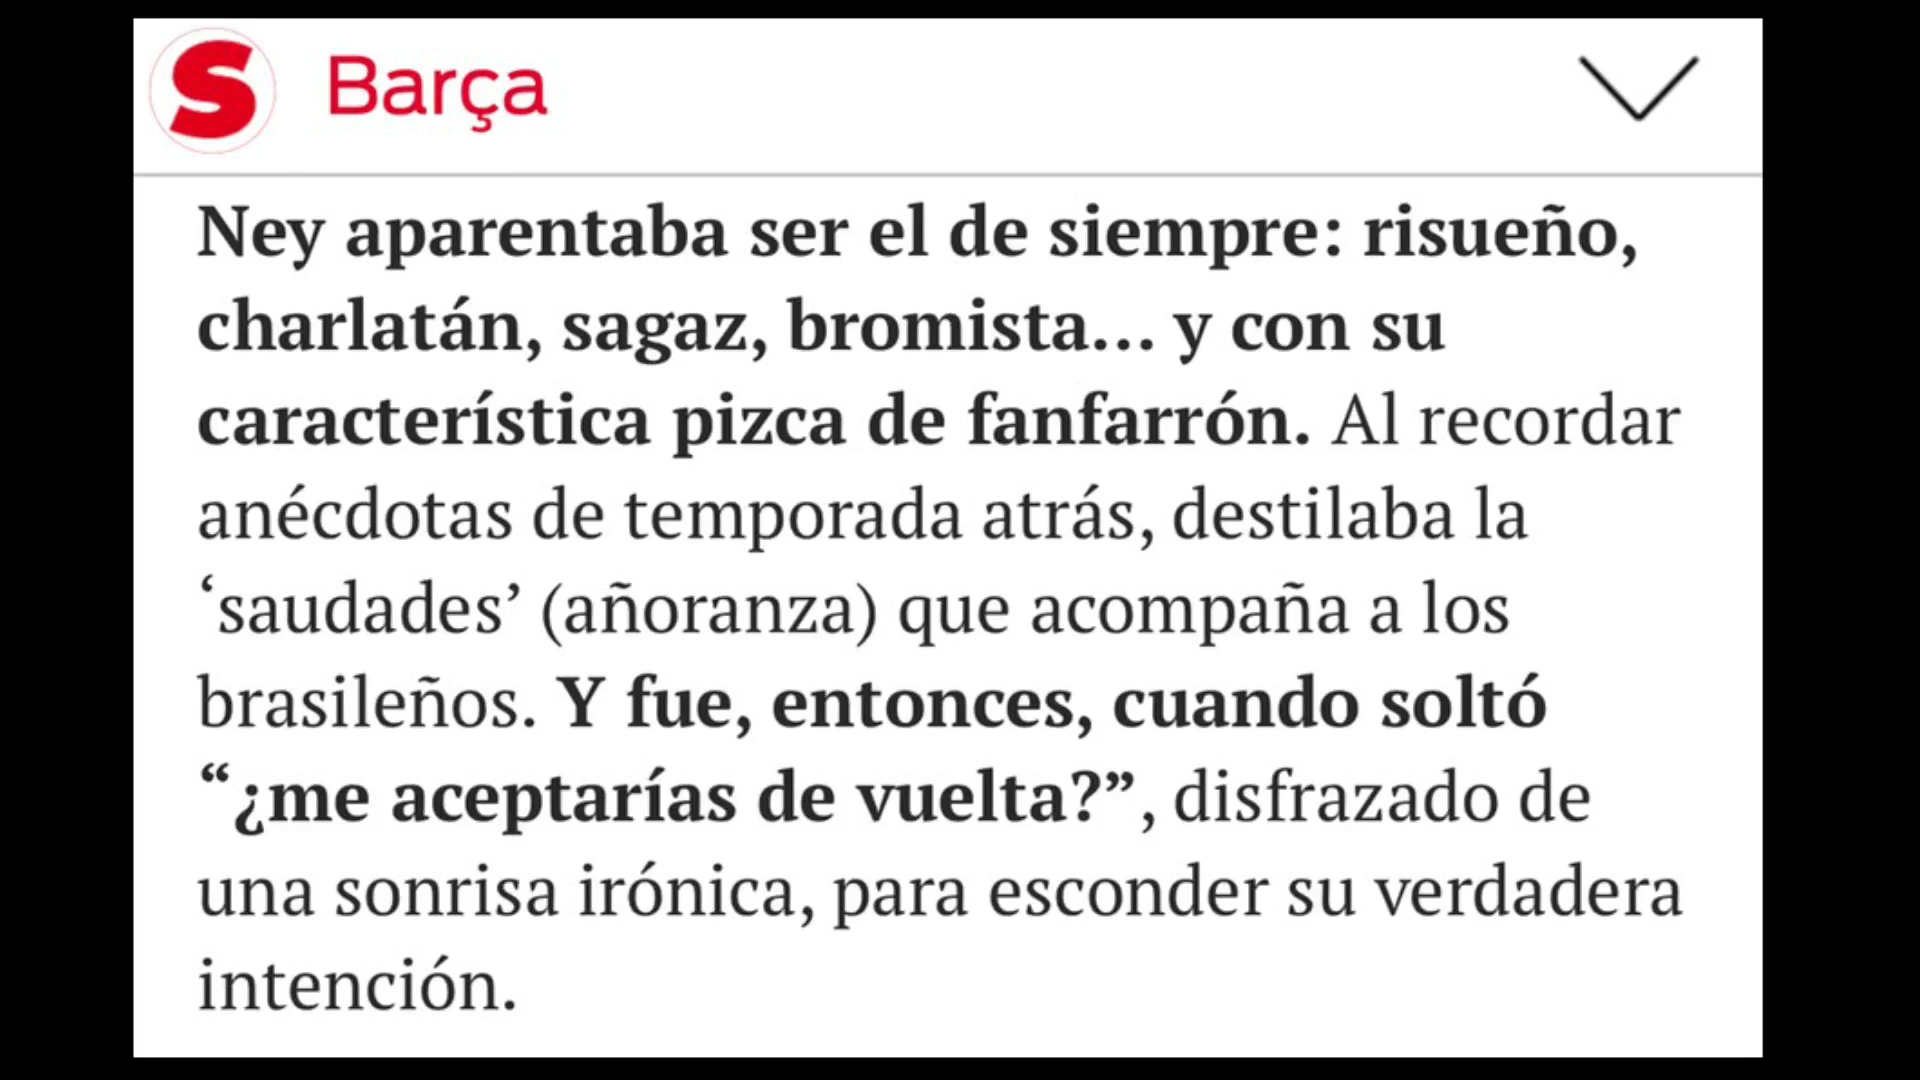 S Barça
Ney aparentaba ser el de siempre: risueño,
charlatán, sagaz, bromista... y con su
característica pizca de fanfarrón. Al recordar
anécdotas de temporada atrás, destilaba la
‘saudades’ (añoranza) que acompaña a los
brasileños. Y fue, entonces, cuando soltó
“¿me aceptarías de vuelta?”, disfrazado de
una sonrisa irónica, para esconder su verdadera
intención.